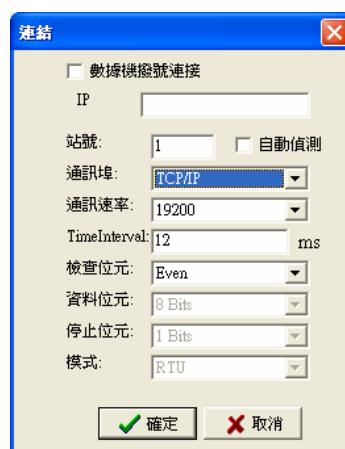 連結
數據機撥號連接
IP
站號: 1 自動偵測
通訊埠: TCP/IP
通訊速率: 19200
TimeInterval: 12 ms
檢查位元: Even
資料位元: 8 Bits
停止位元: 1 Bits
模式: RTU
確定 取消